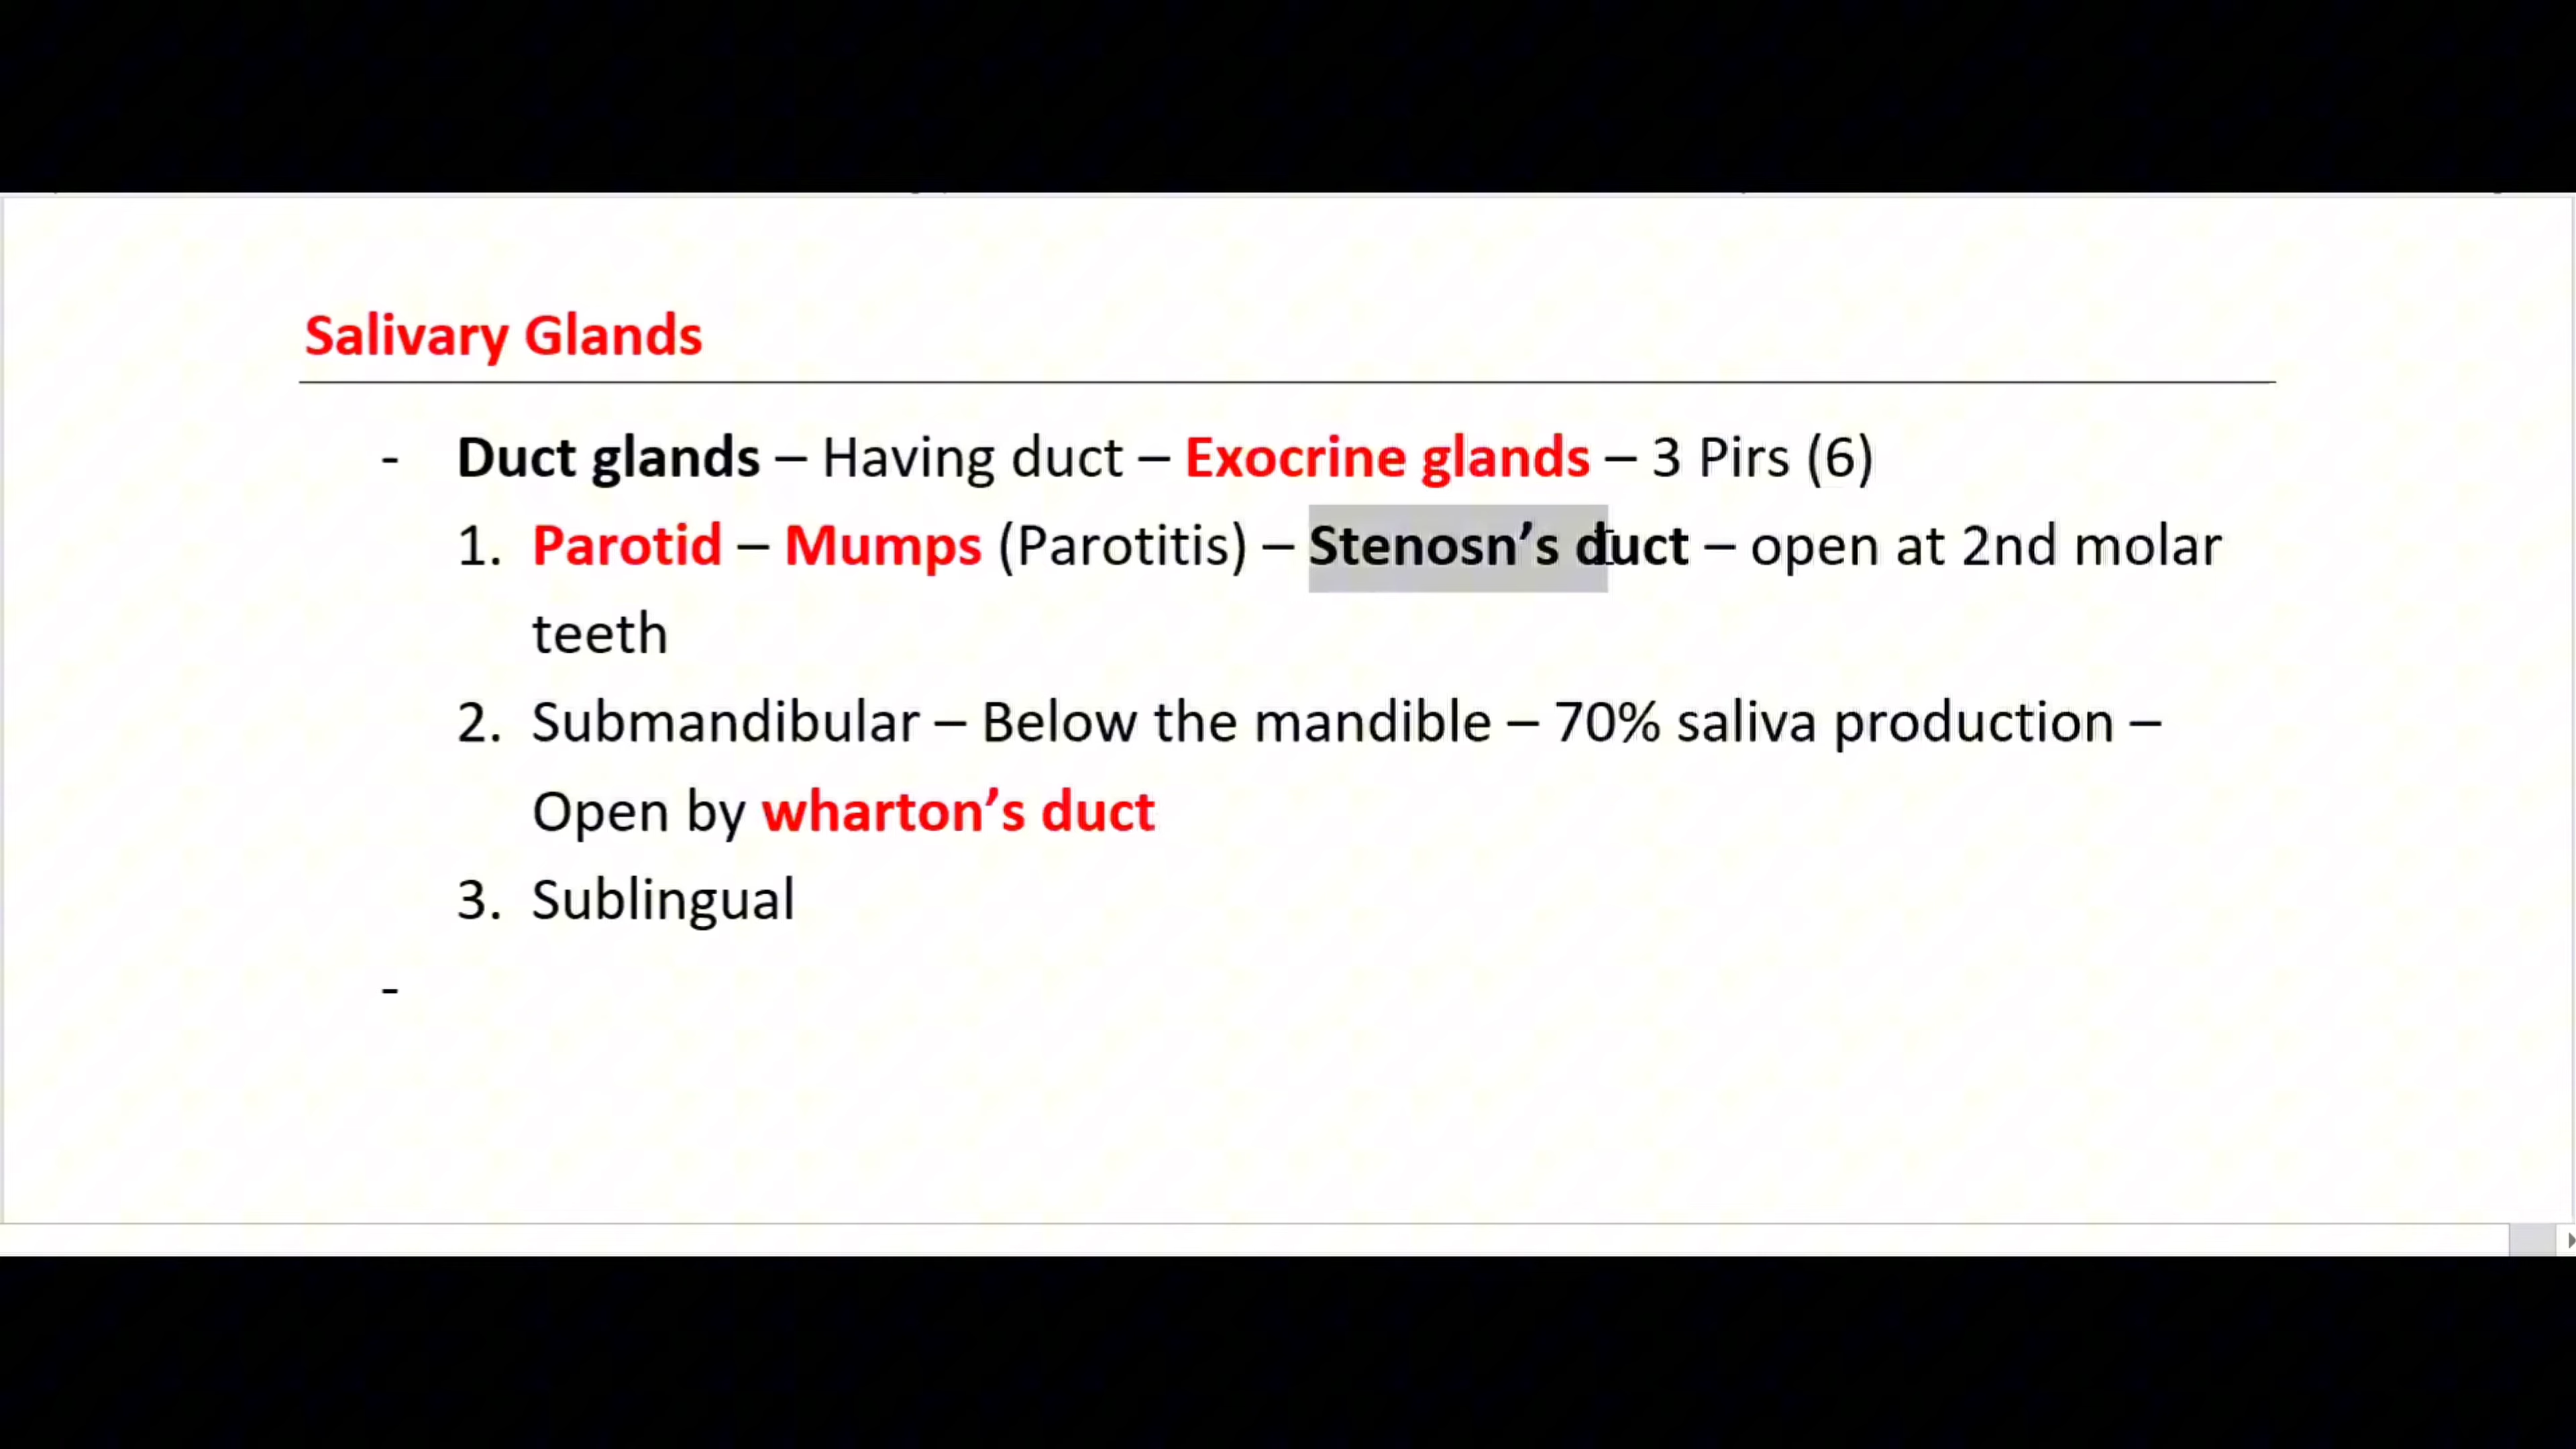 Salivary Glands
- Duct glands – Having duct – Exocrine glands – 3 Pirs (6)
1. Parotid – Mumps (Parotitis) – Stenosn’s duct – open at 2nd molar
teeth
2. Submandibular – Below the mandible – 70% saliva production –
Open by wharton’s duct
3. Sublingual
-